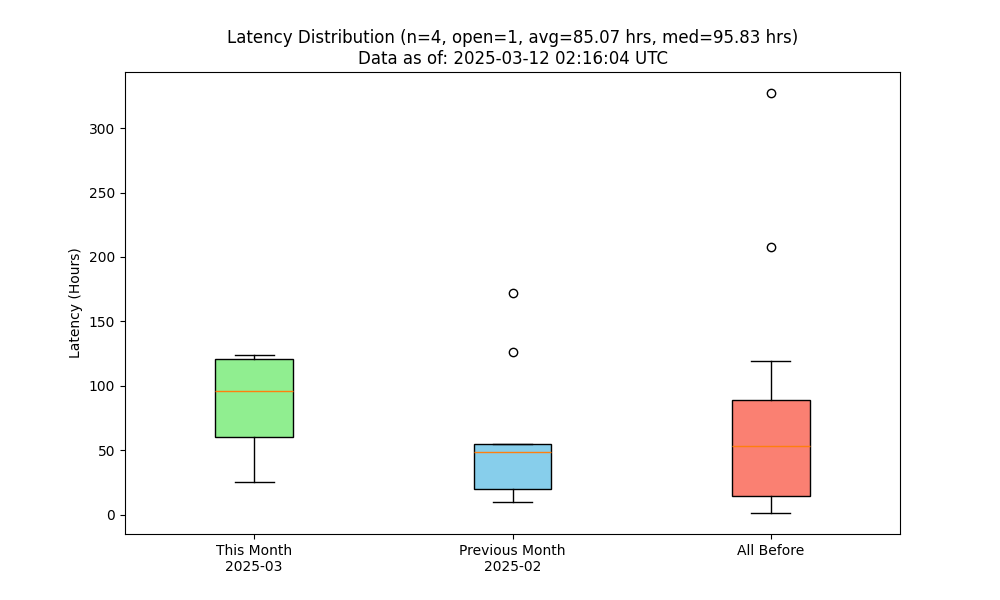 Latency Distribution (n=4, open=1, avg=85.07 hrs, med=95.83 hrs)
Data as of: 2025-03-12 02:16:04 UTC
Latency (Hours)
300
250
200
150
100
50
0
This Month
2025-03
Previous Month
2025-02
All Before